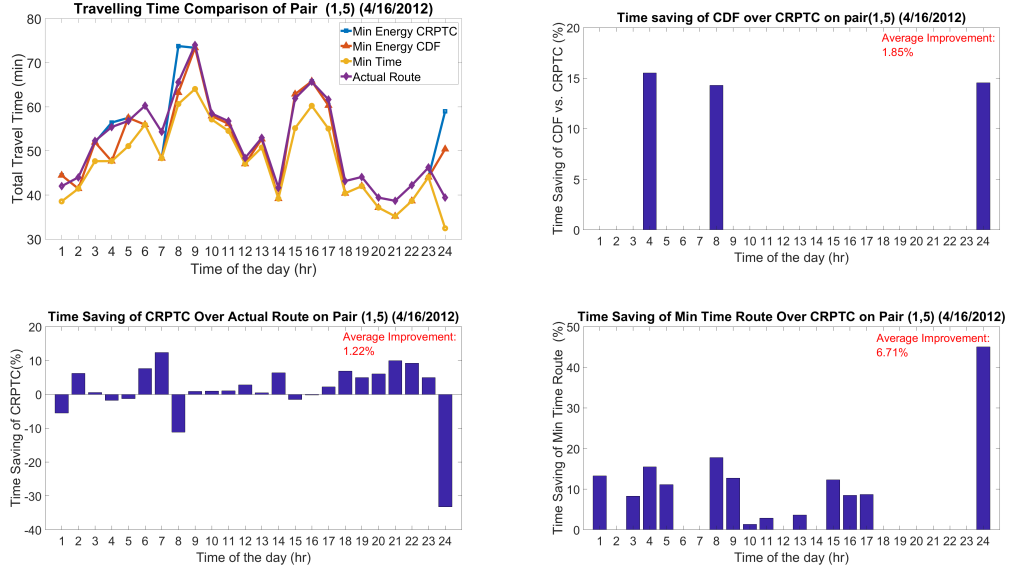 Travelling Time Comparison of Pair (1,5) (4/16/2012)
Total Travel Time (min)
80
70
60
50
40
30
Min Energy CRPTC
Min Energy CDF
Min Time
Actual Route
1 2 3 4 5 6 7 8 9 10 11 12 13 14 15 16 17 18 19 20 21 22 23 24
Time of the day (hr)
Time saving of CDF over CRPTC on pair(1,5) (4/16/2012)
Time Saving of CDF vs. CRPTC (%)
20
15
10
5
0
Average Improvement:
1.85%
1 2 3 4 5 6 7 8 9 10 11 12 13 14 15 16 17 18 19 20 21 22 23 24
Time of the day (hr)
Time Saving of CRPTC Over Actual Route on Pair (1,5) (4/16/2012)
Time Saving of CRPTC(%)
20
10
0
-10
-20
-30
-40
Average Improvement:
1.22%
1 2 3 4 5 6 7 8 9 10 11 12 13 14 15 16 17 18 19 20 21 22 23 24
Time of the day (hr)
Time Saving of Min Time Route Over CRPTC on Pair (1,5) (4/16/2012)
Time Saving of Min Time Route (%)
50
40
30
20
10
0
Average Improvement:
6.71%
1 2 3 4 5 6 7 8 9 10 11 12 13 14 15 16 17 18 19 20 21 22 23 24
Time of the day (hr)